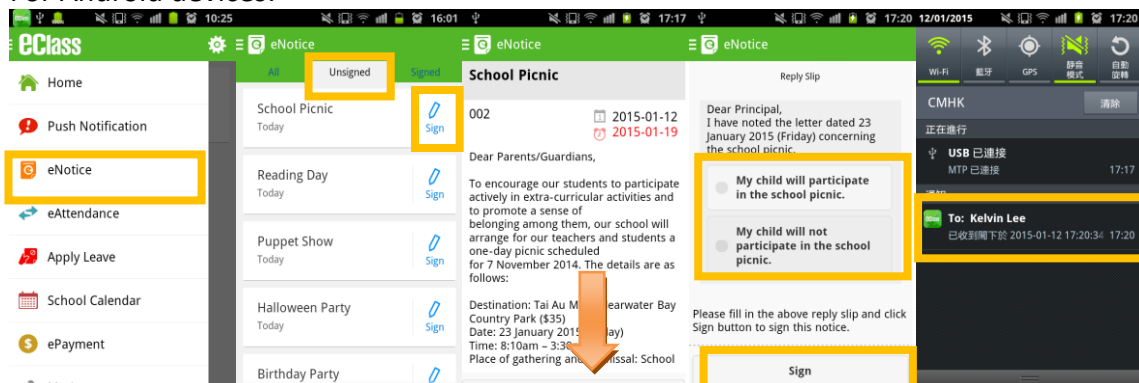 For Android devices:
10:25
eClass
Home
Push Notification
eNotice
eAttendance
Apply Leave
School Calendar
ePayment
16:01
eNotice
All Unsigned Signed
School Picnic
Today
Sign
Reading Day
Today
Sign
Puppet Show
Today
Sign
Halloween Party
Today
Sign
Birthday Party
17:17
eNotice
School Picnic
002 2015-01-12
2015-01-19
Dear Parents/Guardians,
To encourage our students to participate
actively in extra-curricular activities and
to promote a sense of
belonging among them, our school will
arrange for our teachers and students a
one-day picnic scheduled
for 7 November 2014. The details are as
follows:
Destination: Tai Au M earwater Bay
Country Park ($35)
Date: 23 January 2015 ay)
Time: 8:10am – 3:30
Place of gathering and missal: School
17:20
eNotice
Reply Slip
Dear Principal,
I have noted the letter dated 23
January 2015 (Friday) concerning
the school picnic.
My child will participate
in the school picnic.
My child will not
participate in the school
picnic.
Please fill in the above reply slip and click
Sign button to sign this notice.
Sign
12/01/2015 17:20
Wi-Fi 藍牙 GPS 靜音模式 自動旋轉
CMHK 清除
正在進行
USB 已連接
MTP 已連接 17:17
通知
To: Kelvin Lee
已收到閣下於 2015-01-12 17:20:34 17:20